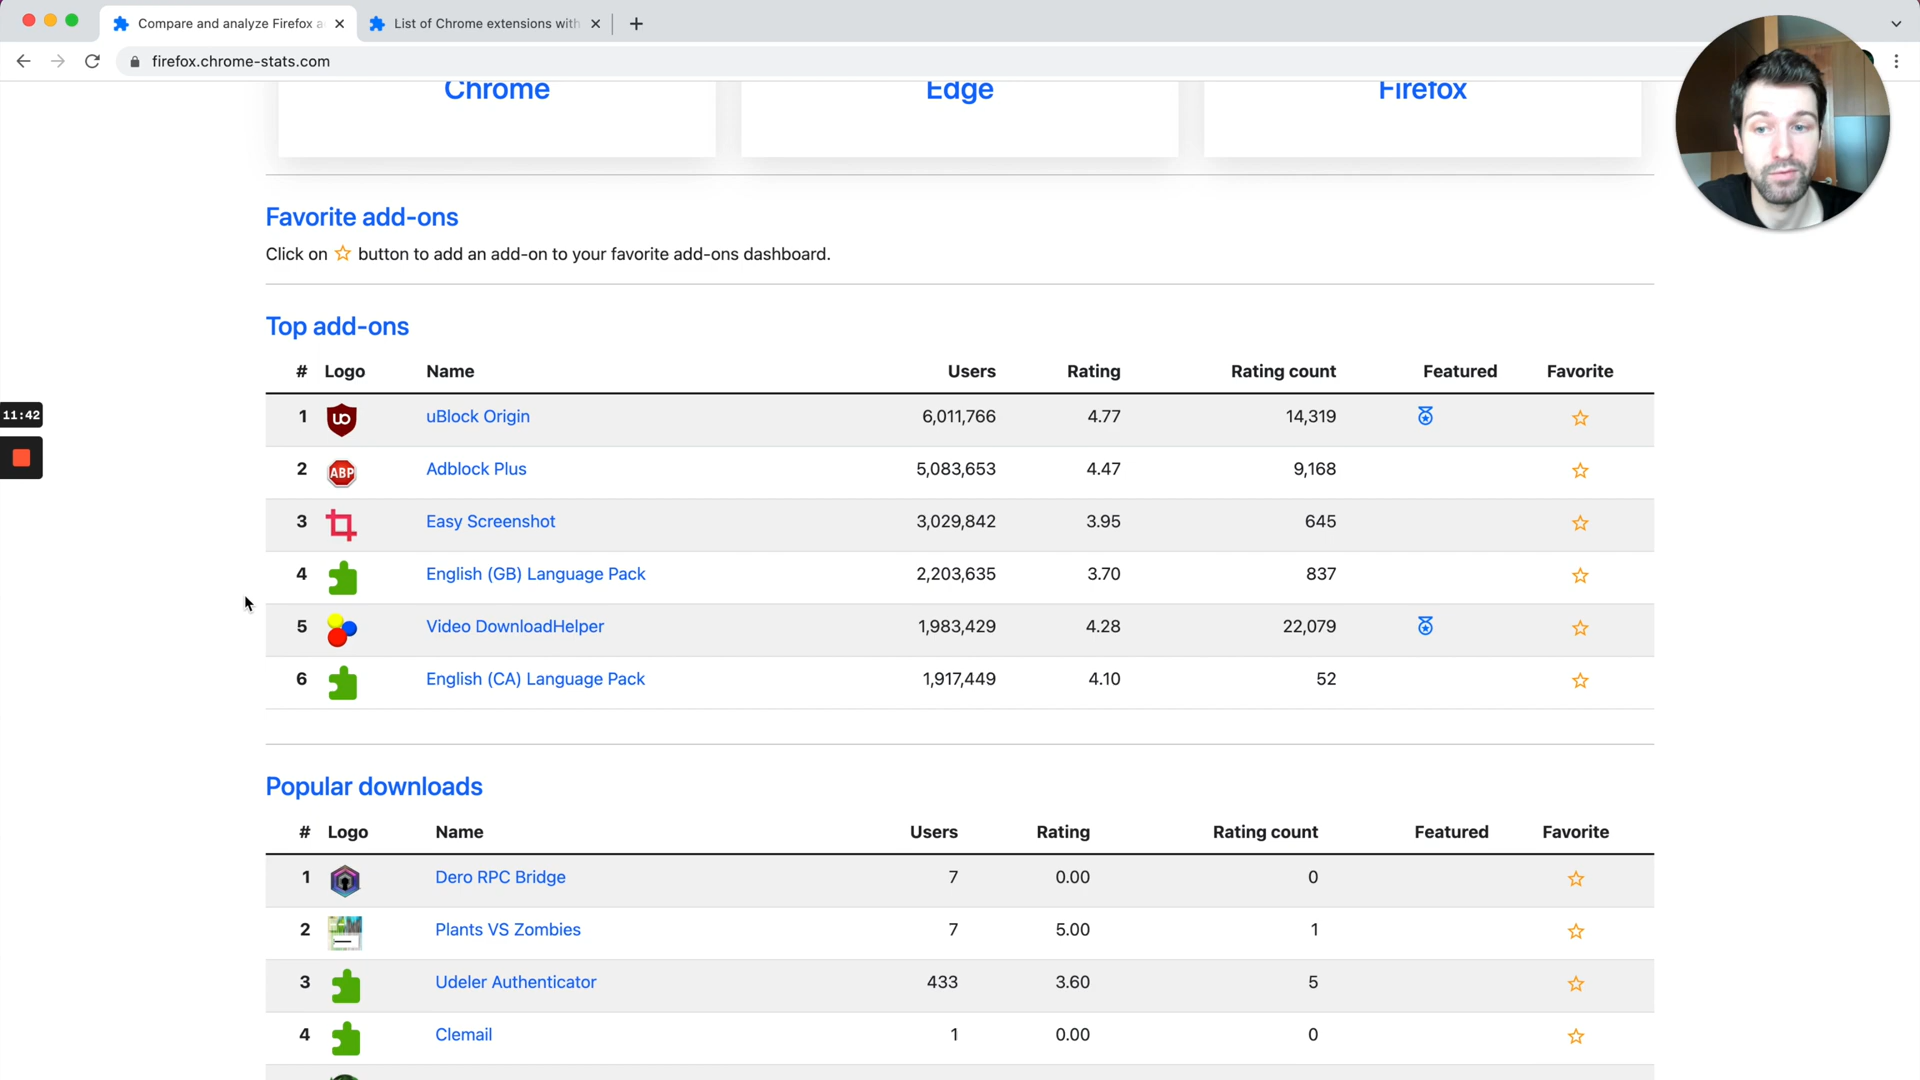 Compare and analyze Firefox a
List of Chrome extensions with
firefox.chrome-stats.com
Chrome
Edge
Firefox
Favorite add-ons
Click on ☆ button to add an add-on to your favorite add-ons dashboard.
Top add-ons
# Logo Name Users Rating Rating count Featured Favorite
1 uBlock Origin 6,011,766 4.77 14,319
2 ABP Adblock Plus 5,083,653 4.47 9,168
3 Easy Screenshot 3,029,842 3.95 645
4 English (GB) Language Pack 2,203,635 3.70 837
5 Video DownloadHelper 1,983,429 4.28 22,079
6 English (CA) Language Pack 1,917,449 4.10 52
11:42
Popular downloads
# Logo Name Users Rating Rating count Featured Favorite
1 Dero RPC Bridge 7 0.00 0
2 Plants VS Zombies 7 5.00 1
3 Udeler Authenticator 433 3.60 5
4 Clemail 1 0.00 0